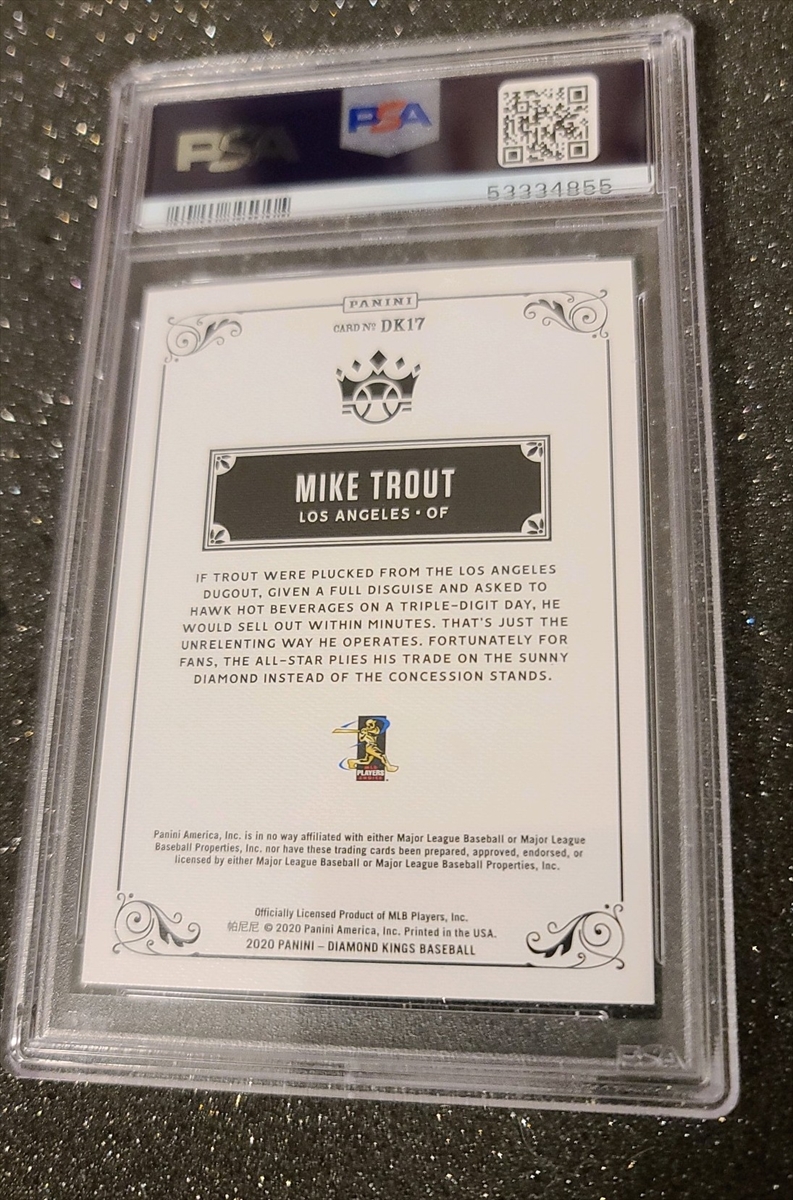 PSA
PSA
53334855
PANINI
CARD Nº DK17
MIKE TROUT
LOS ANGELES • OF
IF TROUT WERE PLUCKED FROM THE LOS ANGELES
DUGOUT, GIVEN A FULL DISGUISE AND ASKED TO
HAWK HOT BEVERAGES ON A TRIPLE-DIGIT DAY, HE
WOULD SELL OUT WITHIN MINUTES. THAT'S JUST THE
UNRELENTING WAY HE OPERATES. FORTUNATELY FOR
FANS, THE ALL-STAR PLIES HIS TRADE ON THE SUNNY
DIAMOND INSTEAD OF THE CONCESSION STANDS.
MLB
PLAYERS
CHOICE
Panini America, Inc. is in no way affiliated with either Major League Baseball or Major League
Baseball Properties, Inc. nor have these trading cards been prepared, approved, endorsed, or
licensed by either Major League Baseball or Major League Baseball Properties, Inc.
Officially Licensed Product of MLB Players, Inc.
帕尼尼 © 2020 Panini America, Inc. Printed in the USA.
2020 PANINI – DIAMOND KINGS BASEBALL
PSA